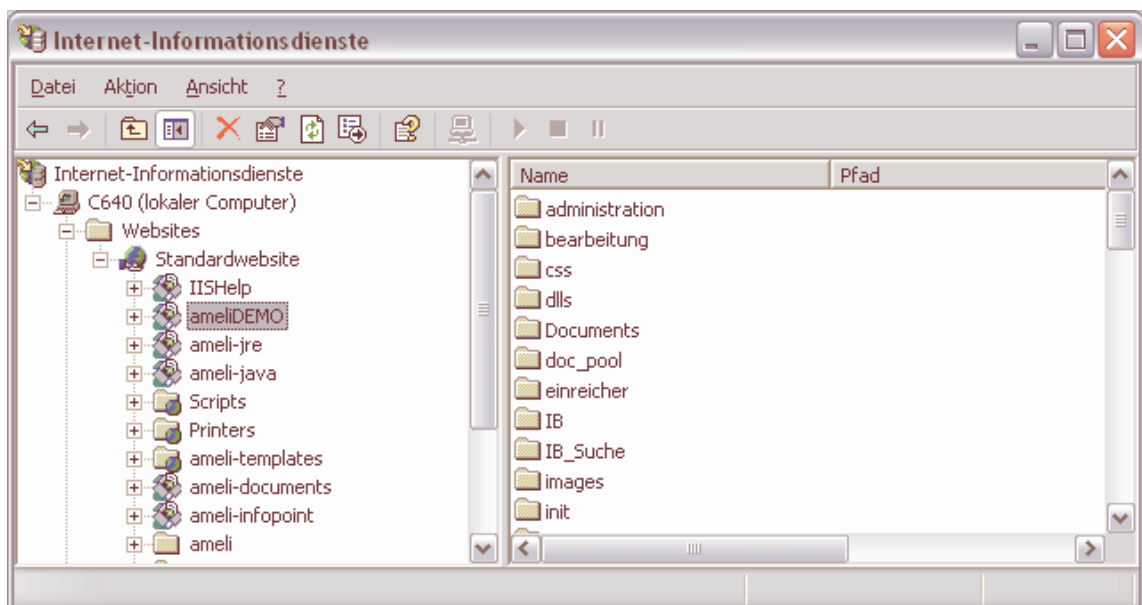 Internet-Informationsdienste
Datei Aktion Ansicht ?
Internet-Informationsdienste
C640 (lokaler Computer)
Websites
Standardwebsite
IISHelp
ameliDEMO
ameli-jre
ameli-java
Scripts
Printers
ameli-templates
ameli-documents
ameli-infopoint
ameli
Name Pfad
administration
bearbeitung
css
dlls
Documents
doc_pool
einreicher
IB
IB_Suche
images
init